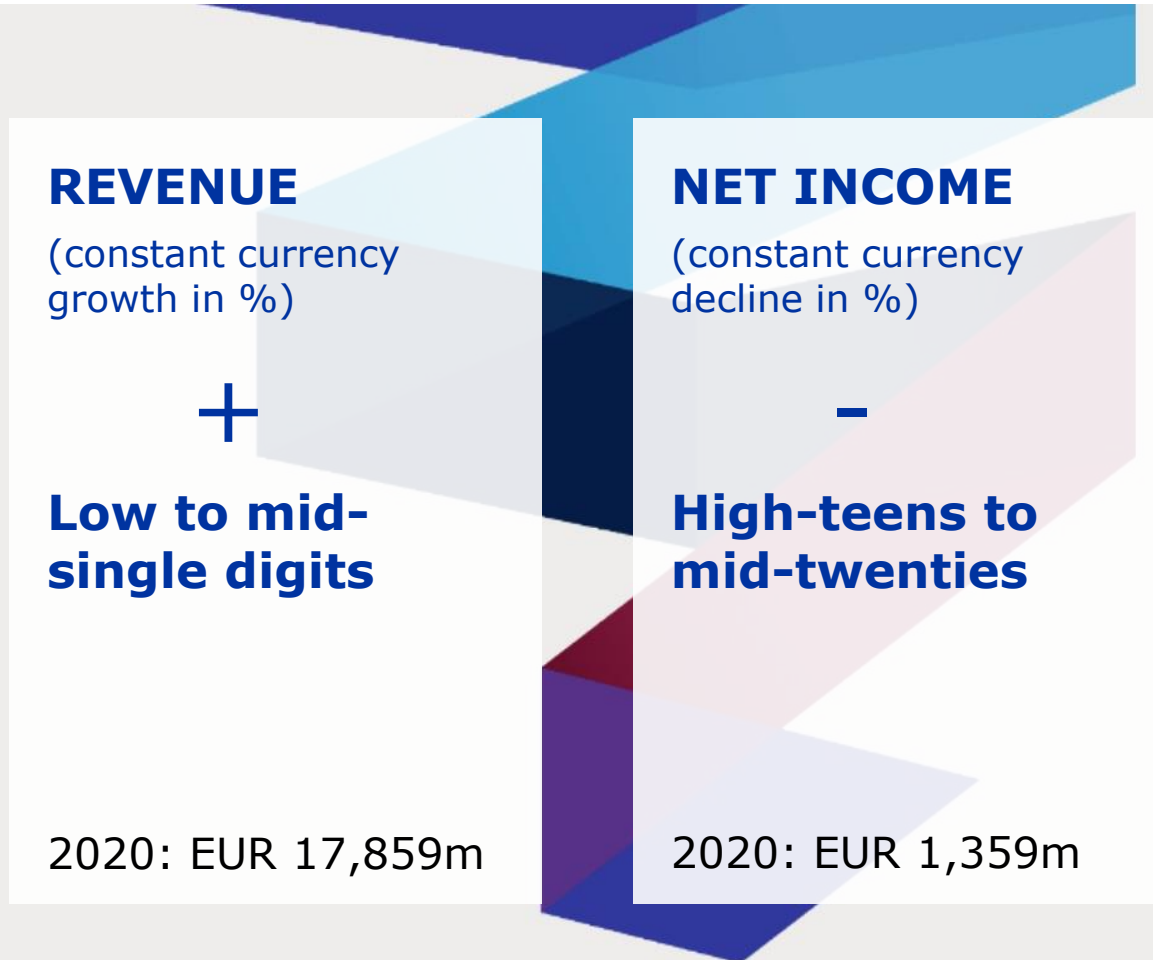 REVENUE
(constant currency
growth in %)
+
Low to mid-
single digits
2020: EUR 17,859m
NET INCOME
(constant currency
decline in %)
-
High-teens to
mid-twenties
2020: EUR 1,359m